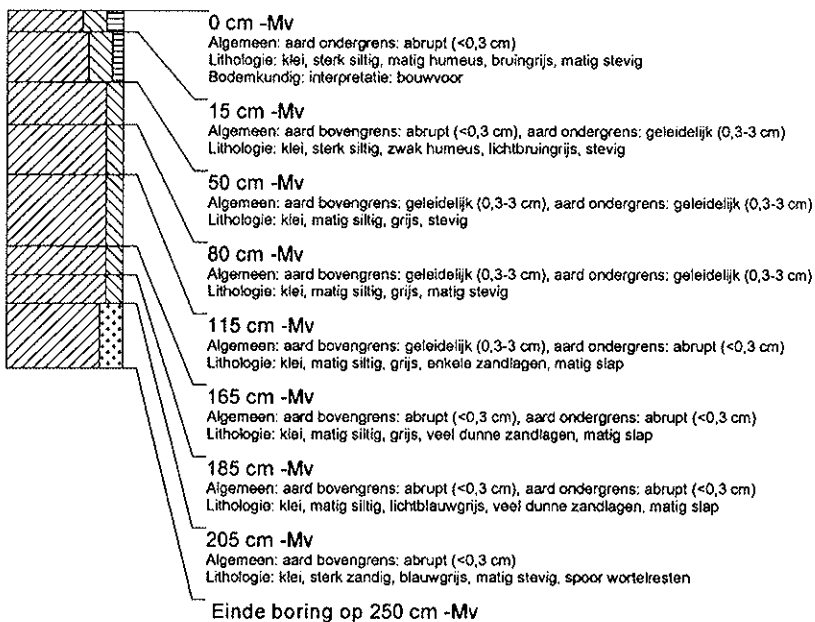 0 cm -Mv
Algemeen: aard ondergrens: abrupt (<0,3 cm)
Lithologie: klei, sterk siltig, matig humeus, bruingrijs, matig stevig
Bodemkundig: interpretatie: bouwvoor
15 cm -Mv
Algemeen: aard bovengrens: abrupt (<0,3 cm), aard ondergrens: geleidelijk (0,3-3 cm)
Lithologie: klei, sterk siltig, zwak humeus, lichtbruingrijs, stevig
50 cm -Mv
Algemeen: aard bovengrens: geleidelijk (0,3-3 cm), aard ondergrens: geleidelijk (0,3-3 cm)
Lithologie: klei, matig siltig, grijs, stevig
80 cm -Mv
Algemeen: aard bovengrens: geleidelijk (0,3-3 cm), aard ondergrens: geleidelijk (0,3-3 cm)
Lithologie: klei, matig siltig, grijs, matig stevig
115 cm -Mv
Algemeen: aard bovengrens: geleidelijk (0,3-3 cm), aard ondergrens: abrupt (<0,3 cm)
Lithologie: klei, matig siltig, grijs, enkele zandlagen, matig slap
165 cm -Mv
Algemeen: aard bovengrens: abrupt (<0,3 cm), aard ondergrens: abrupt (<0,3 cm)
Lithologie: klei, matig siltig, grijs, veel dunne zandlagen, matig slap
185 cm -Mv
Algemeen: aard bovengrens: abrupt (<0,3 cm), aard ondergrens: abrupt (<0,3 cm)
Lithologie: klei, matig siltig, lichtblauwgrijs, veel dunne zandlagen, matig slap
205 cm -Mv
Algemeen: aard bovengrens: abrupt (<0,3 cm)
Lithologie: klei, sterk zandig, blauwgrijs, matig stevig, spoor wortelresten
Einde boring op 250 cm -Mv